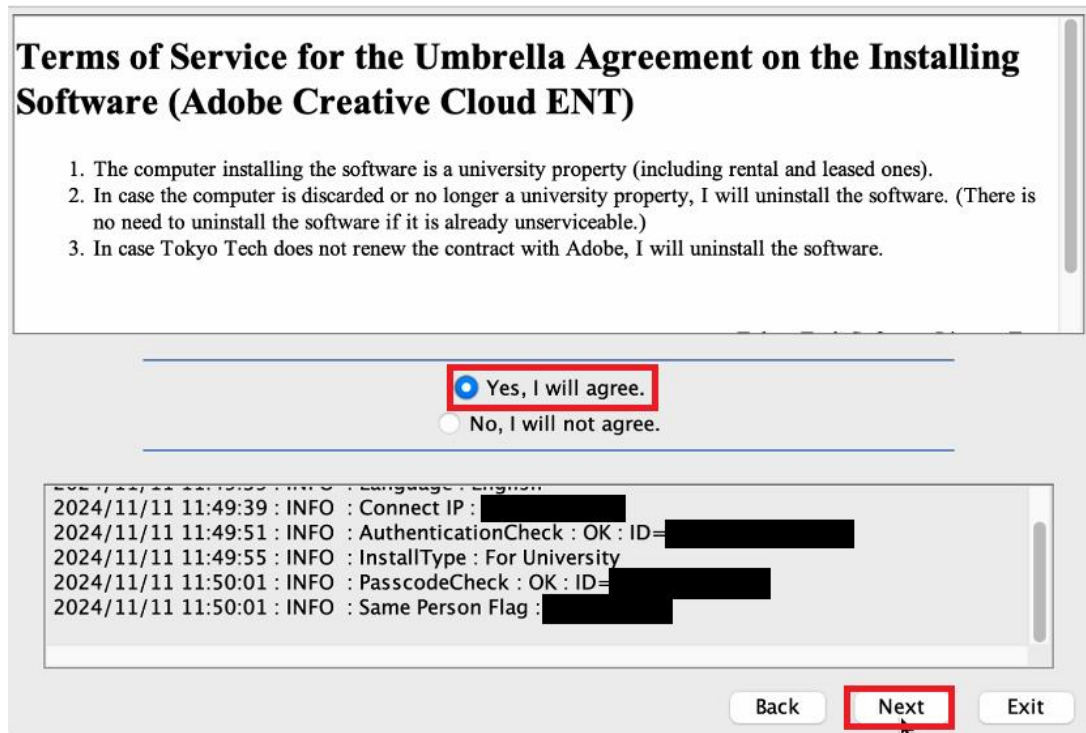 Terms of Service for the Umbrella Agreement on the Installing
Software (Adobe Creative Cloud ENT)
1. The computer installing the software is a university property (including rental and leased ones).
2. In case the computer is discarded or no longer a university property, I will uninstall the software. (There is
no need to uninstall the software if it is already unserviceable.)
3. In case Tokyo Tech does not renew the contract with Adobe, I will uninstall the software.
Yes, I will agree.
No, I will not agree.
: Language : English
2024/11/11 11:49:39 : INFO : Connect IP :
2024/11/11 11:49:51 : INFO : AuthenticationCheck : OK : ID=
2024/11/11 11:49:55 : INFO : InstallType : For University
2024/11/11 11:50:01 : INFO : PasscodeCheck : OK : ID=
2024/11/11 11:50:01 : INFO : Same Person Flag :
Back Next Exit